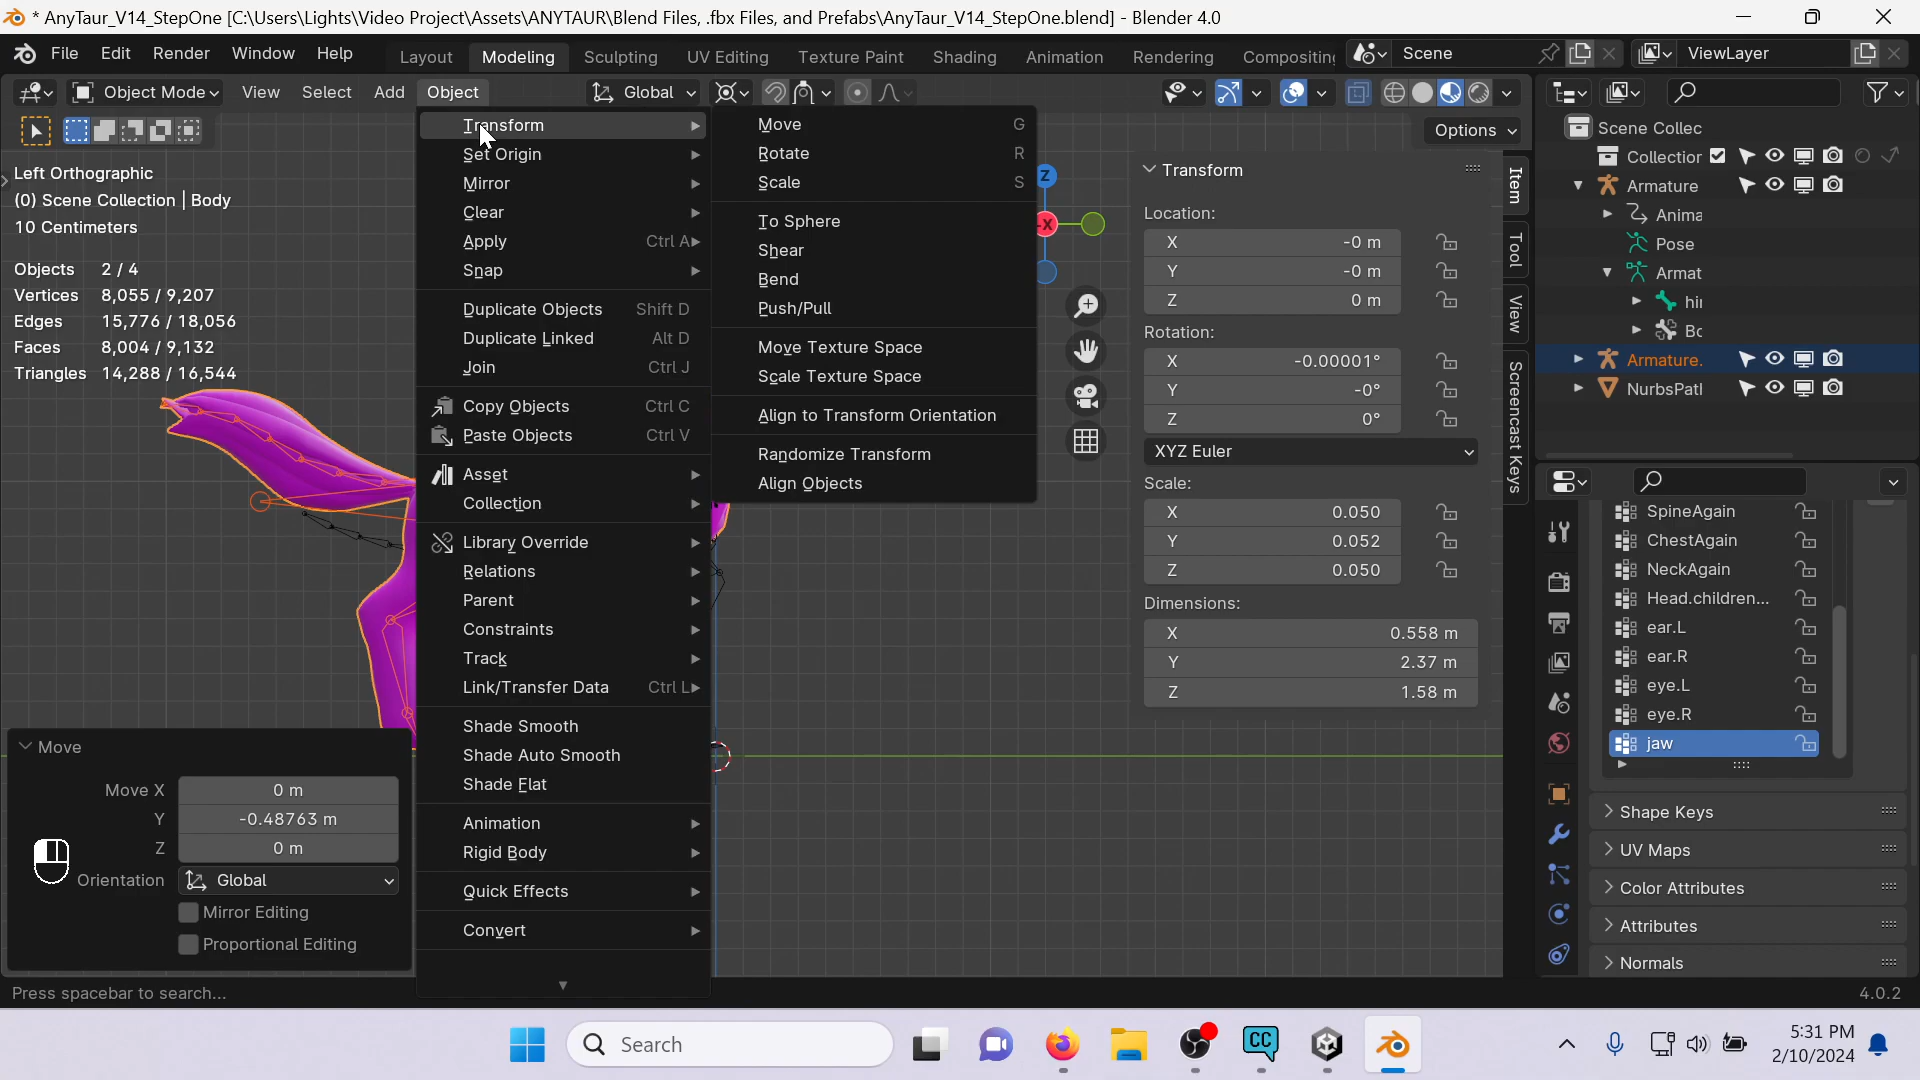 * AnyTaur_V14_StepOne [C:\Users\Lights\Video Project\Assets\ANYTAUR\Blend Files, .fbx Files, and Prefabs\AnyTaur_V14_StepOne.blend] - Blender 4.0
File Edit Render Window Help Layout Modeling Sculpting UV Editing Texture Paint Shading Animation Rendering Compositing Scene ViewLayer
Object Mode View Select Add Object Global
Options
Left Orthographic
(0) Scene Collection | Body
10 Centimeters
Objects 2 / 4
Vertices 8,055 / 9,207
Edges 15,776 / 18,056
Faces 8,004 / 9,132
Triangles 14,288 / 16,544
Transform
Set Origin
Mirror
Clear
Apply Ctrl A
Snap
Duplicate Objects Shift D
Duplicate Linked Alt D
Join Ctrl J
Copy Objects Ctrl C
Paste Objects Ctrl V
Asset
Collection
Library Override
Relations
Parent
Constraints
Track
Link/Transfer Data Ctrl L
Shade Smooth
Shade Auto Smooth
Shade Flat
Animation
Rigid Body
Quick Effects
Convert
Move G
Rotate R
Scale S
To Sphere
Shear
Bend
Push/Pull
Move Texture Space
Scale Texture Space
Align to Transform Orientation
Randomize Transform
Align Objects
Z
-X
Transform
Location:
X -0 m
Y -0 m
Z 0 m
Rotation:
X -0.00001°
Y -0°
Z 0°
XYZ Euler
Scale:
X 0.050
Y 0.052
Z 0.050
Dimensions:
X 0.558 m
Y 2.37 m
Z 1.58 m
Item
Tool
View
Screencast Keys
Scene Collec
Collection
Armature
Anima
Pose
Armat
hi
Bc
Armature.
NurbsPatl
SpineAgain
ChestAgain
NeckAgain
Head.children...
ear.L
ear.R
eye.L
eye.R
jaw
Shape Keys
UV Maps
Color Attributes
Attributes
Normals
Move
Move X 0 m
Y -0.48763 m
Z 0 m
Orientation Global
Mirror Editing
Proportional Editing
Press spacebar to search...
4.0.2
Search
CC
5:31 PM
2/10/2024